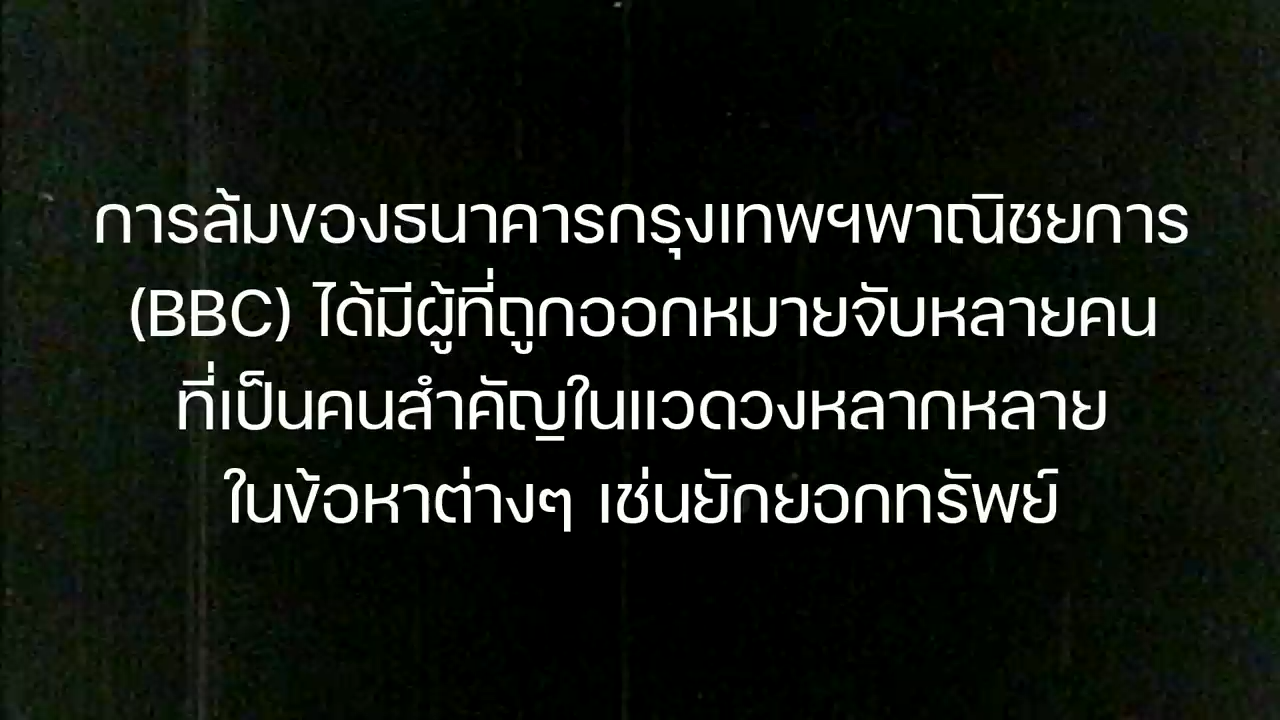 การล้มของธนาคารกรุงเทพฯพาณิชยการ
(BBC) ได้มีผู้ที่ถูกออกหมายจับหลายคน
ที่เป็นคนสำคัญในแวดวงหลากหลาย
ในข้อหาต่างๆ เช่นยักยอกทรัพย์